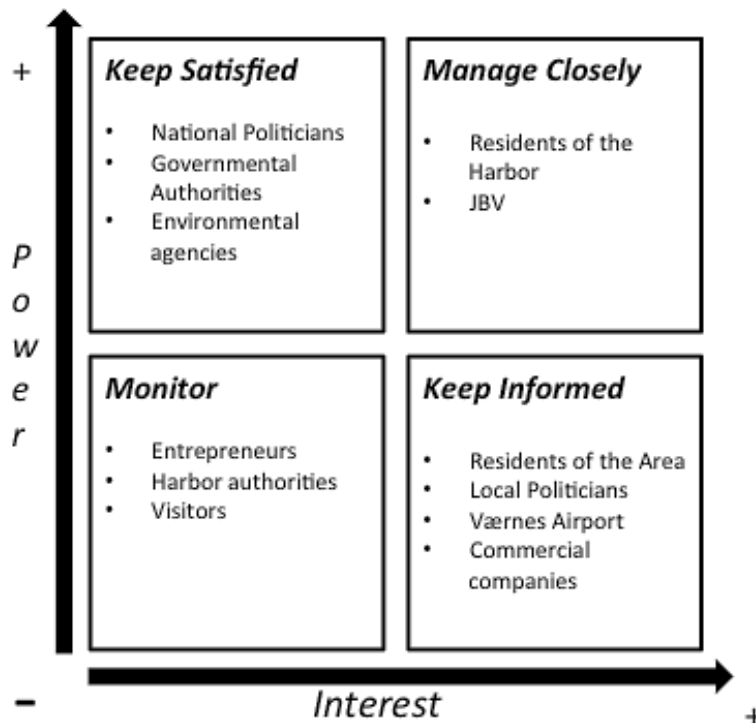 +
Keep Satisfied
• National Politicians
• Governmental
Authorities
• Environmental
agencies
Manage Closely
• Residents of the
Harbor
• JBV
P
o
w
e
r
Monitor
• Entrepreneurs
• Harbor authorities
• Visitors
Keep Informed
• Residents of the Area
• Local Politicians
• Værnes Airport
• Commercial
companies
-
Interest
+